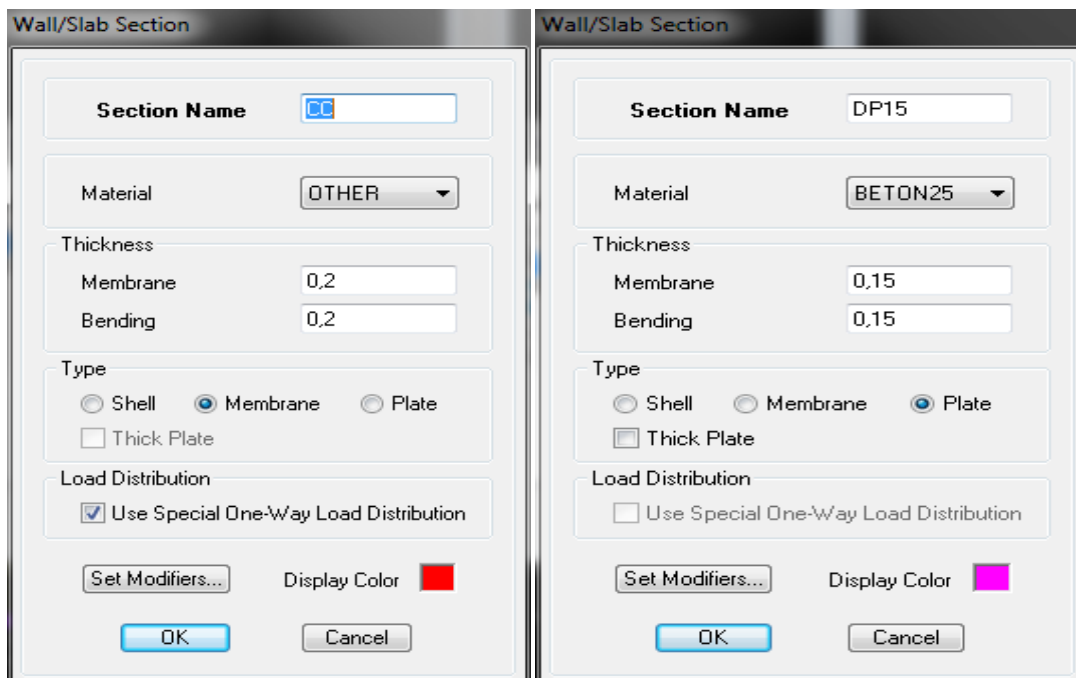 Wall/Slab Section
Section Name CC
Material OTHER
Thickness
Membrane 0,2
Bending 0,2
Type
Shell Membrane Plate
Thick Plate
Load Distribution
Use Special One-Way Load Distribution
Set Modifiers... Display Color
OK Cancel
Wall/Slab Section
Section Name DP15
Material BETON25
Thickness
Membrane 0,15
Bending 0,15
Type
Shell Membrane Plate
Thick Plate
Load Distribution
Use Special One-Way Load Distribution
Set Modifiers... Display Color
OK Cancel